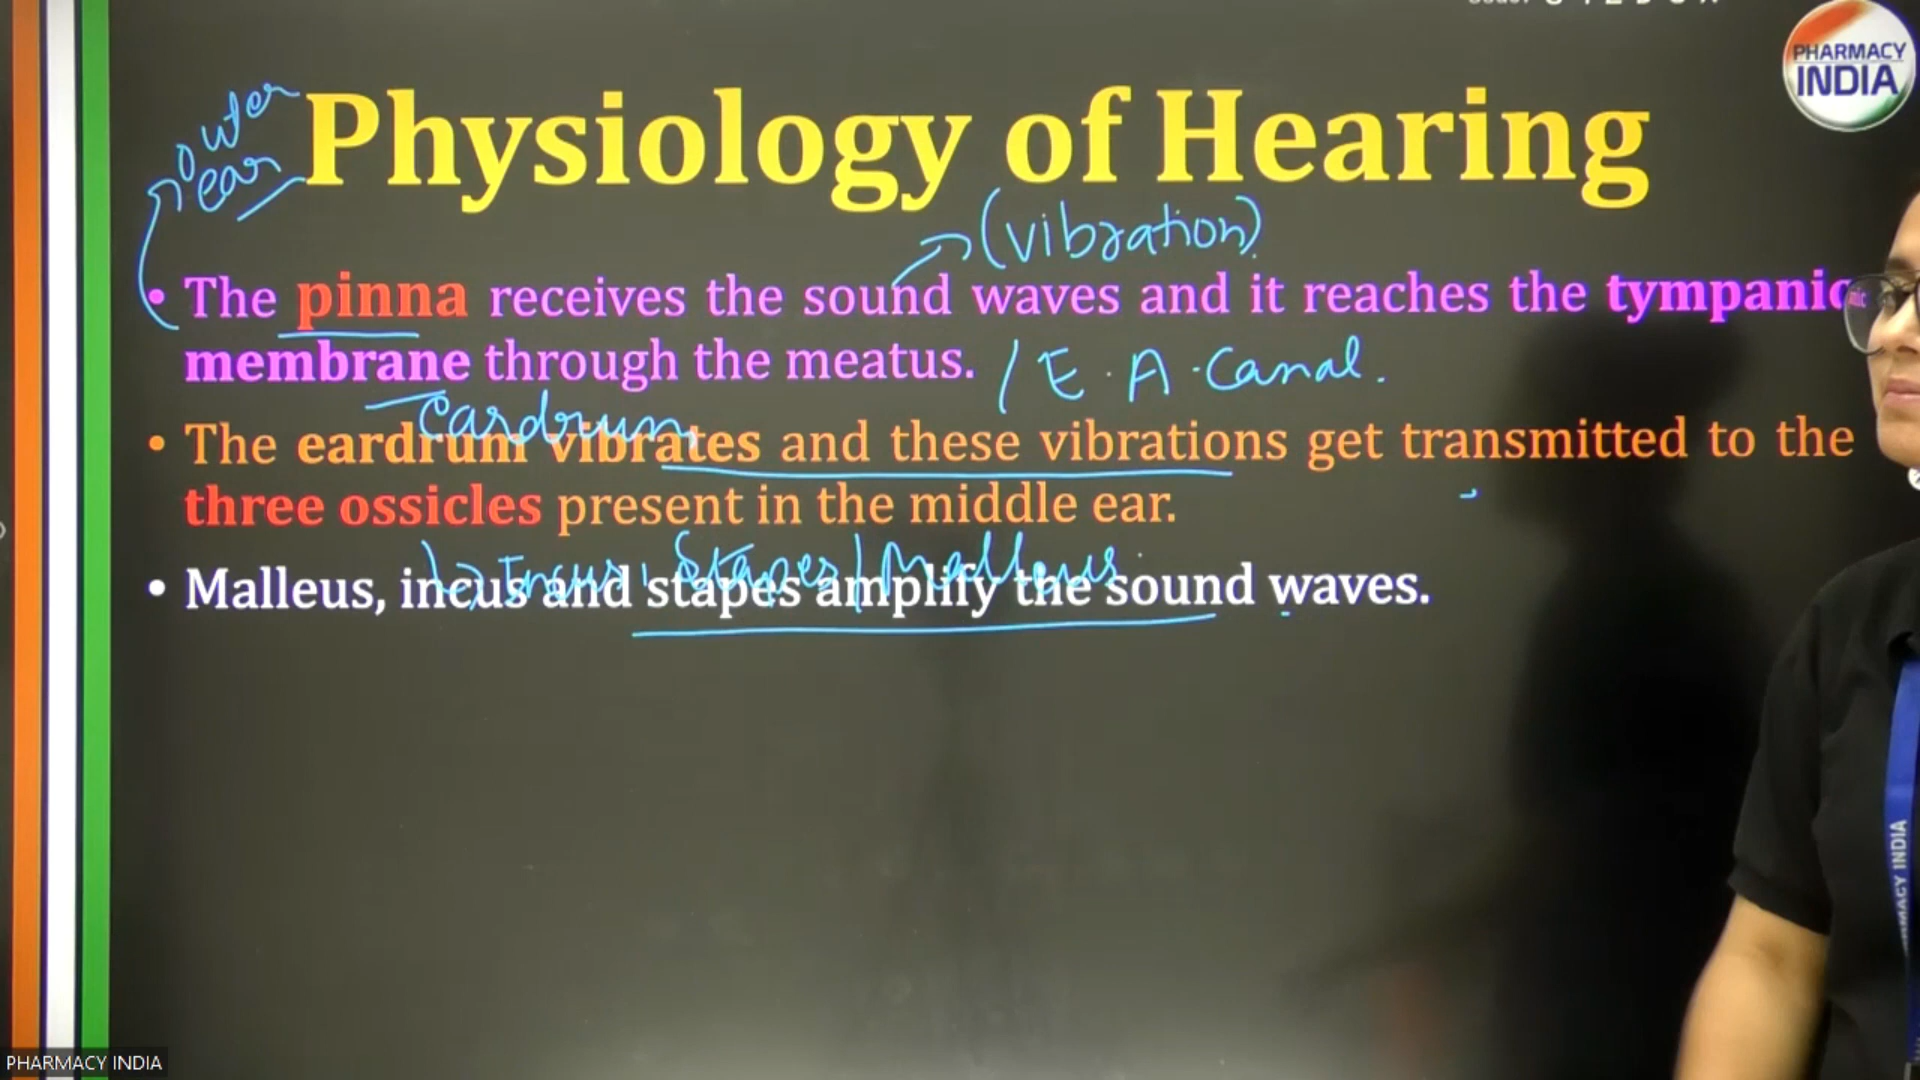 PHARMACY
INDIA
outer
ear
Physiology of Hearing
(vibration)
• The pinna receives the sound waves and it reaches the tympanic
membrane through the meatus. / E.A.Canal.
eardrum
• The eardrum vibrates and these vibrations get transmitted to the
three ossicles present in the middle ear.
Incus, Stapes/Malleus.
• Malleus, incus and stapes amplify the sound waves.
PHARMACY INDIA
PHARMACY INDIA